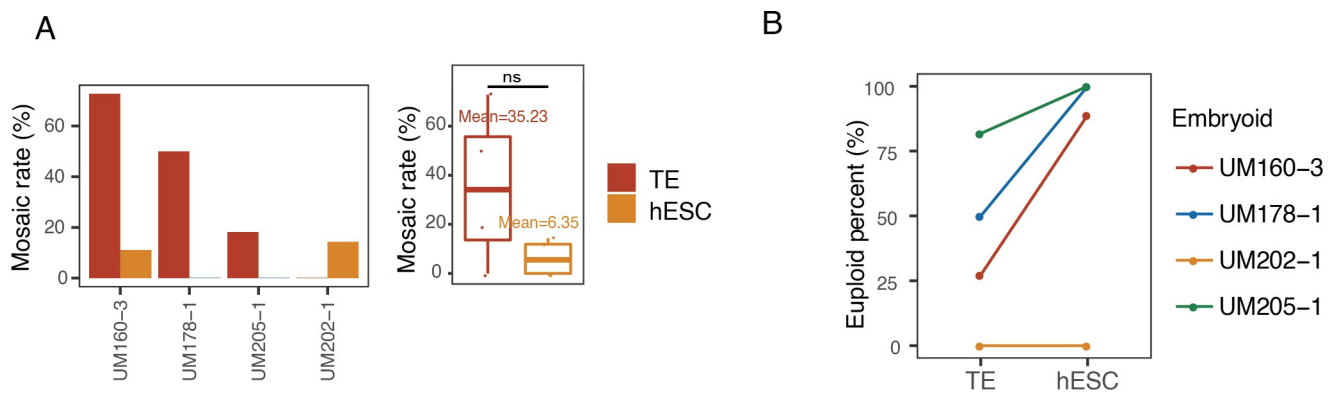 A
B
Mosaic rate (%)
60
40
20
0
UM160−3
UM178−1
UM205−1
UM202−1
Mosaic rate (%)
60
40
20
0
ns
Mean=35.23
Mean=6.35
TE
hESC
Euploid percent (%)
100
75
50
25
0
TE
hESC
Embryoid
UM160−3
UM178−1
UM202−1
UM205−1